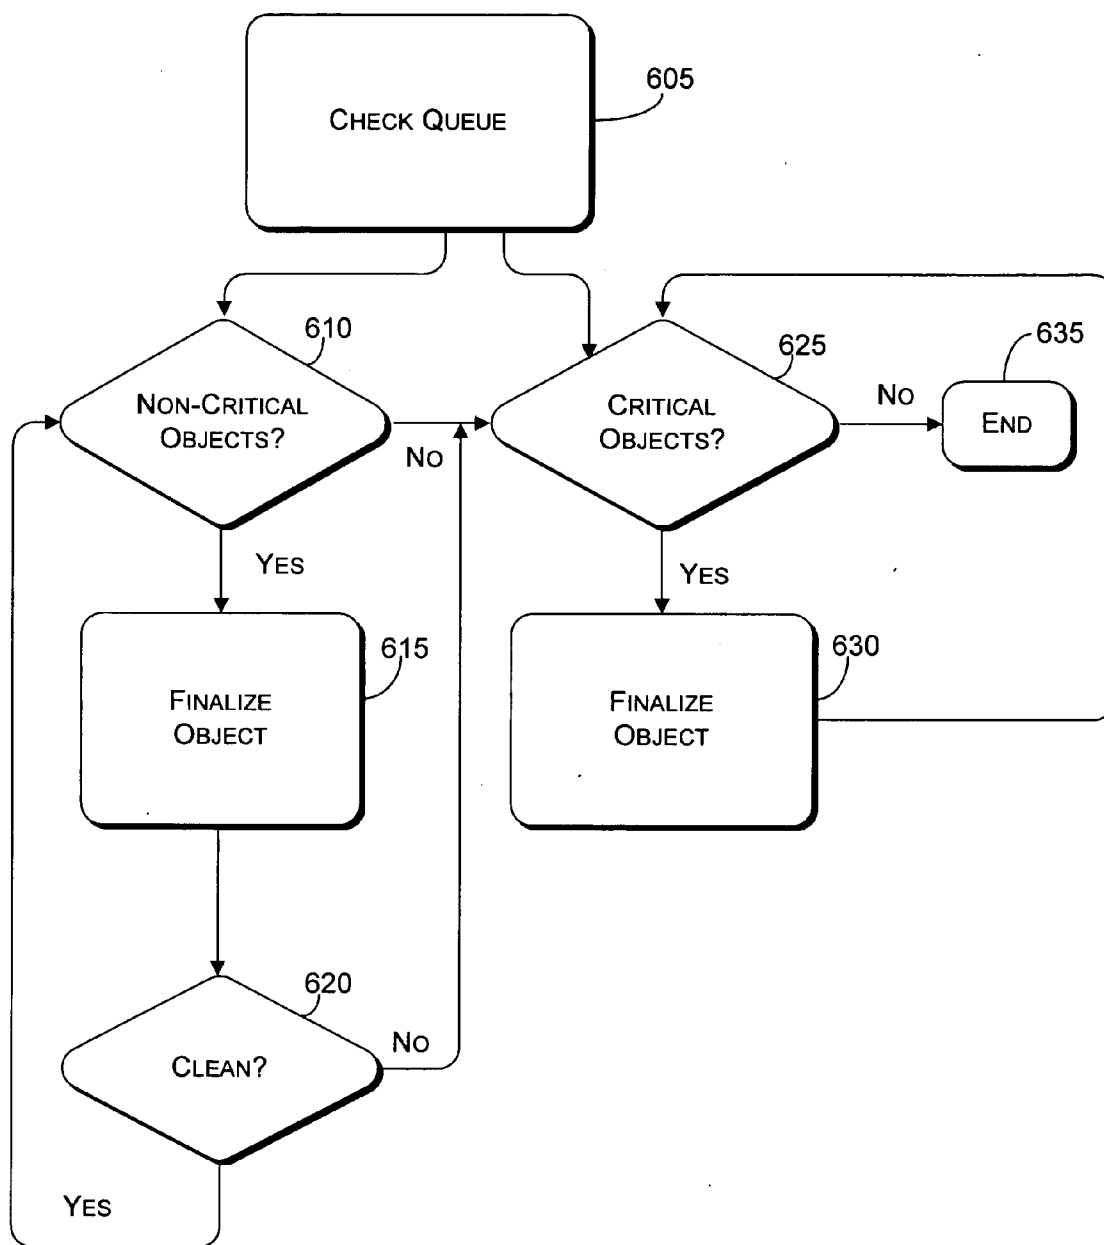 605
CHECK QUEUE
610
NON-CRITICAL
OBJECTS?
NO
625
CRITICAL
OBJECTS?
NO
635
END
YES
YES
615
FINALIZE
OBJECT
630
FINALIZE
OBJECT
620
CLEAN?
NO
YES